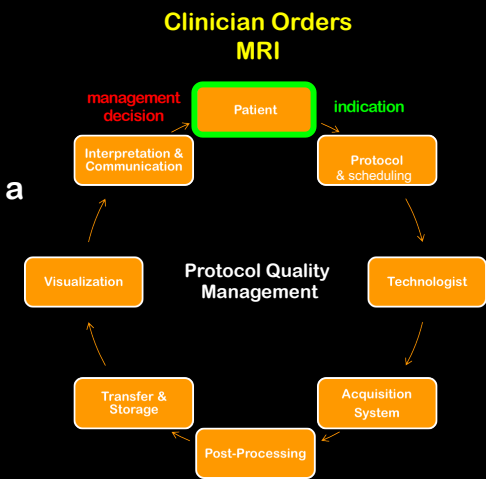 Clinician Orders
MRI
management
decision
Patient
indication
Interpretation &
Communication
Protocol
& scheduling
a
Visualization
Protocol Quality
Management
Technologist
Transfer &
Storage
Acquisition
System
Post-Processing